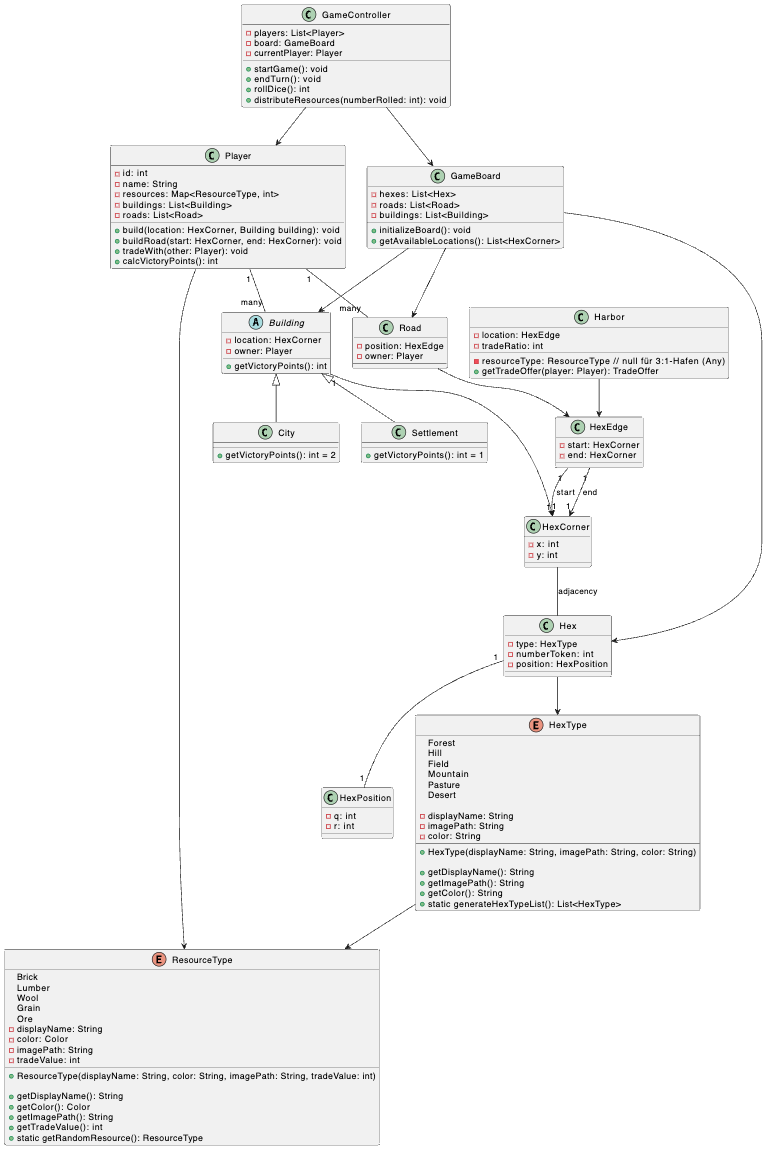 C GameController
players: List<Player>
board: GameBoard
currentPlayer: Player
startGame(): void
endTurn(): void
rollDice(): int
distributeResources(numberRolled: int): void
C Player
id: int
name: String
resources: Map<ResourceType, int>
buildings: List<Building>
roads: List<Road>
build(location: HexCorner, Building building): void
buildRoad(start: HexCorner, end: HexCorner): void
tradeWith(other: Player): void
calcVictoryPoints(): int
C GameBoard
hexes: List<Hex>
roads: List<Road>
buildings: List<Building>
initializeBoard(): void
getAvailableLocations(): List<HexCorner>
1
1
many
many
A Building
location: HexCorner
owner: Player
getVictoryPoints(): int
C Road
position: HexEdge
owner: Player
C Harbor
location: HexEdge
tradeRatio: int
resourceType: ResourceType // null für 3:1-Hafen (Any)
getTradeOffer(player: Player): TradeOffer
1
C City
getVictoryPoints(): int = 2
C Settlement
getVictoryPoints(): int = 1
C HexEdge
start: HexCorner
end: HexCorner
1
1
start
end
1
1
1
C HexCorner
x: int
y: int
adjacency
C Hex
type: HexType
numberToken: int
position: HexPosition
1
1
E HexType
Forest
Hill
Field
Mountain
Pasture
Desert
displayName: String
imagePath: String
color: String
HexType(displayName: String, imagePath: String, color: String)
getDisplayName(): String
getImagePath(): String
getColor(): String
static generateHexTypeList(): List<HexType>
C HexPosition
q: int
r: int
E ResourceType
Brick
Lumber
Wool
Grain
Ore
displayName: String
color: Color
imagePath: String
tradeValue: int
ResourceType(displayName: String, color: String, imagePath: String, tradeValue: int)
getDisplayName(): String
getColor(): Color
getImagePath(): String
getTradeValue(): int
static getRandomResource(): ResourceType